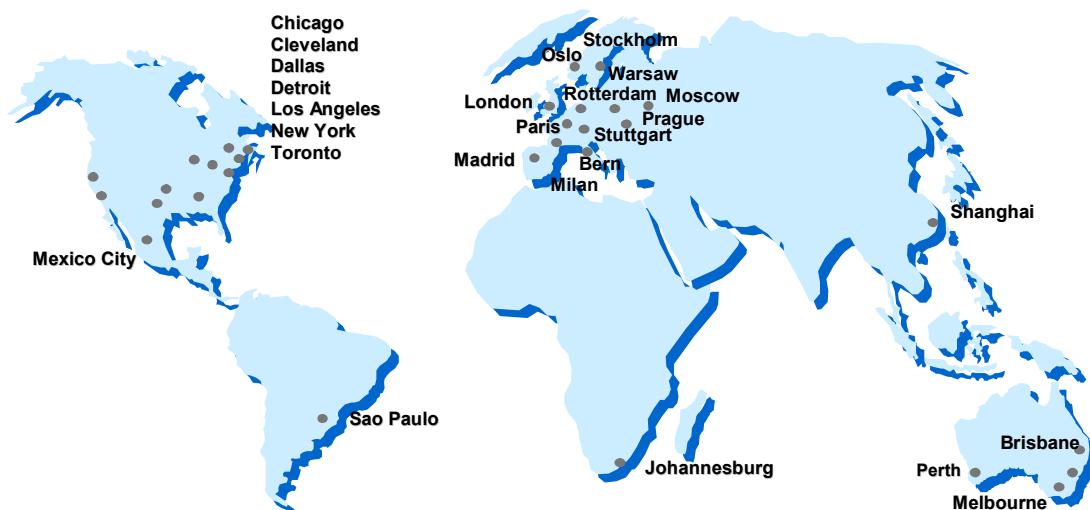 Chicago
Cleveland
Dallas
Detroit
Los Angeles
New York
Toronto
Mexico City
Sao Paulo
Stockholm
Oslo
Warsaw
Rotterdam
London
Moscow
Prague
Paris
Stuttgart
Madrid
Bern
Milan
Shanghai
Johannesburg
Brisbane
Perth
Melbourne